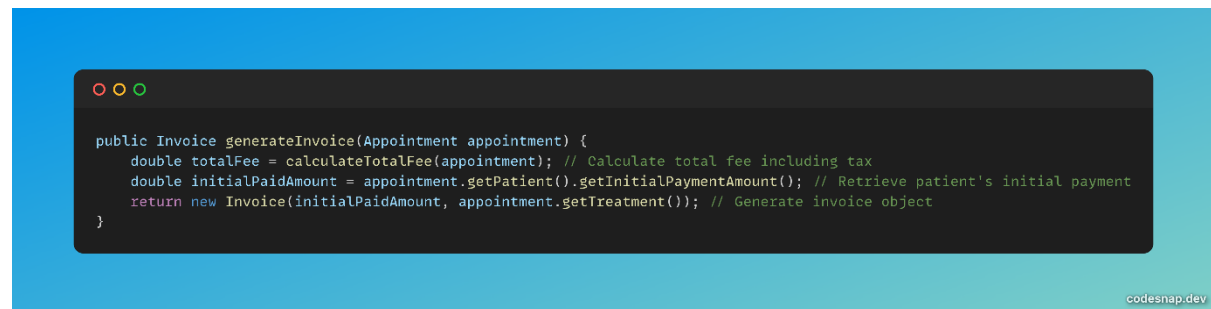 public Invoice generateInvoice(Appointment appointment) {
    double totalFee = calculateTotalFee(appointment); // Calculate total fee including tax
    double initialPaidAmount = appointment.getPatient().getInitialPaymentAmount(); // Retrieve patient's initial payment
    return new Invoice(initialPaidAmount, appointment.getTreatment()); // Generate invoice object
}
codesnap.dev